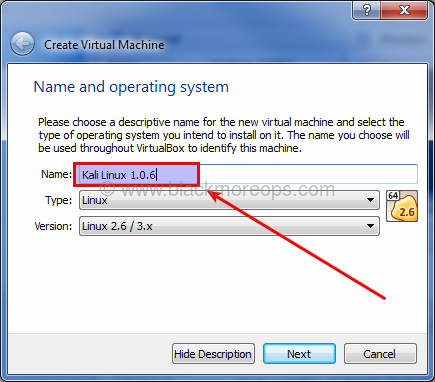 Create Virtual Machine
Name and operating system
Please choose a descriptive name for the new virtual machine and select the
type of operating system you intend to install on it. The name you choose will
be used throughout VirtualBox to identify this machine.
Name: Kali Linux 1.0.6
© www.blackmoreops.com
Type: Linux
64
2.6
Version: Linux 2.6 / 3.x
Hide Description Next Cancel